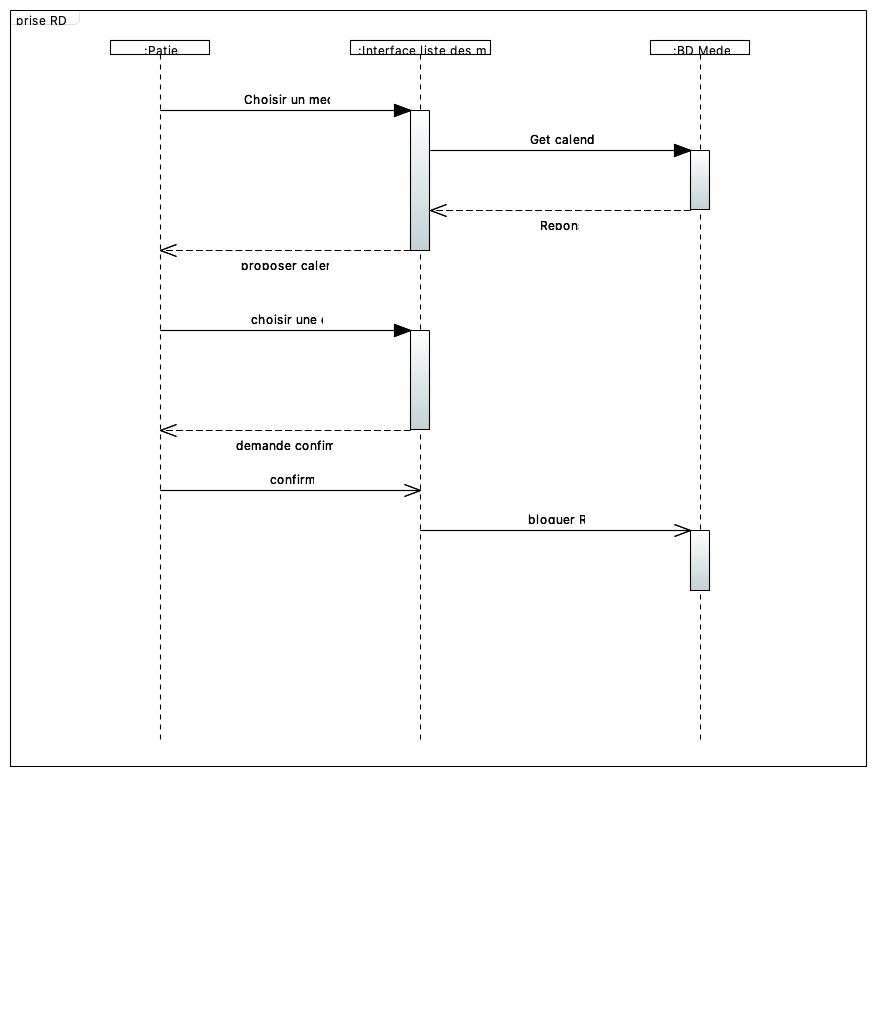 prise RD
:Patie
:Interface liste des m
:BD Mede
Choisir un med
Get calend
Repon
proposer caler
choisir une
demande confirm
confirm
bloquer R